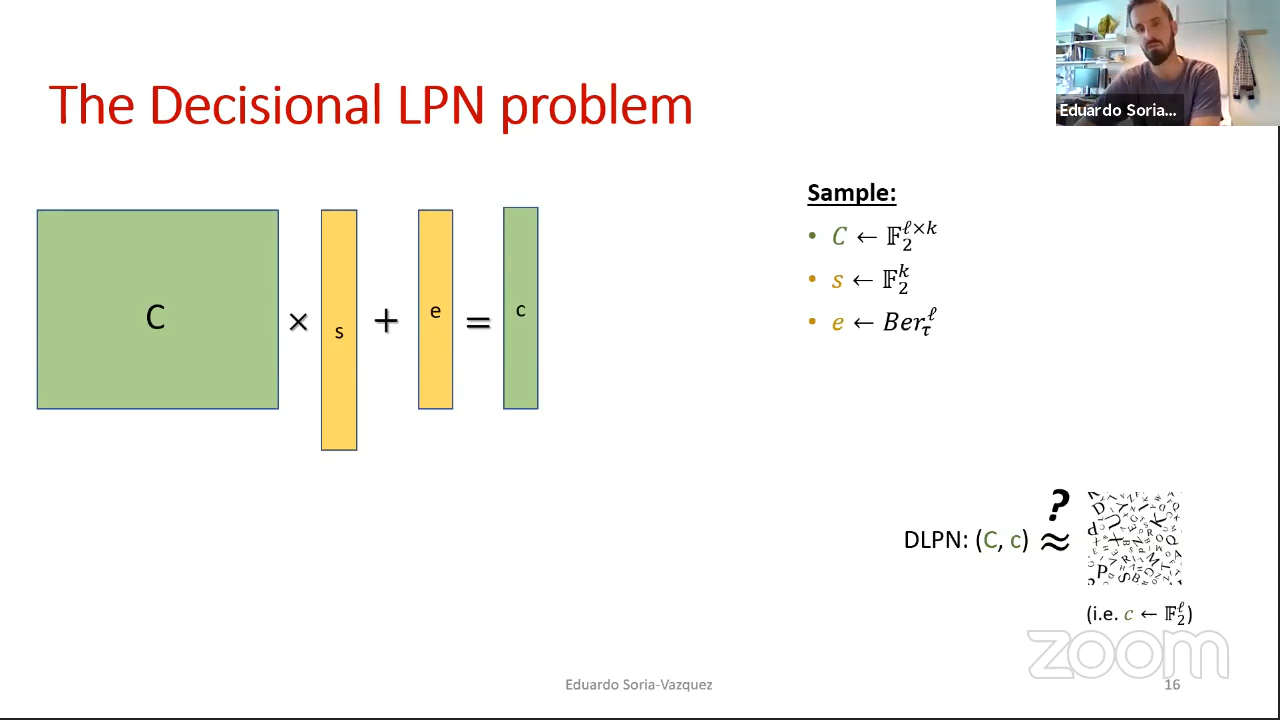 Eduardo Soria...
The Decisional LPN problem
C × s + e = c
Sample:
• C ← 𝔽₂^{ℓ×k}
• s ← 𝔽₂^k
• e ← Ber_τ^ℓ
DLPN: (C, c) ≈ ?
(i.e. c ← 𝔽₂^ℓ)
zoom
Eduardo Soria-Vazquez
16